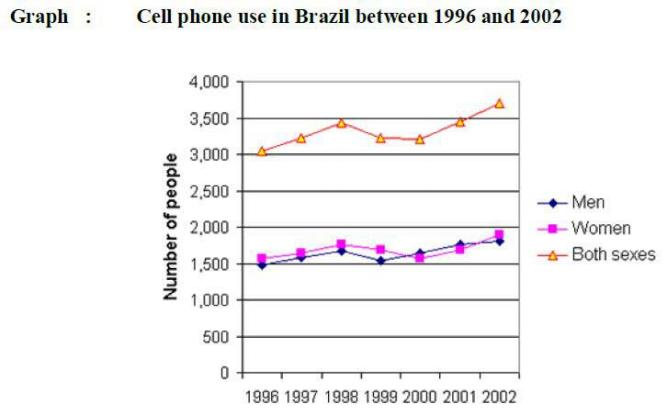 Graph : Cell phone use in Brazil between 1996 and 2002
4,000
3,500
3,000
2,500
2,000
1,500
1,000
500
0
Number of people
1996 1997 1998 1999 2000 2001 2002
Men
Women
Both sexes